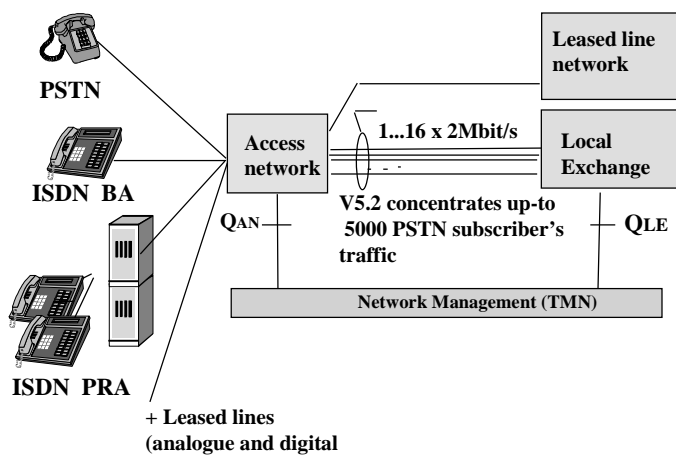 PSTN
ISDN BA
ISDN PRA
+ Leased lines
(analogue and digital
Access
network
QAN
1...16 x 2Mbit/s
V5.2 concentrates up-to
5000 PSTN subscriber's
traffic
Leased line
network
Local
Exchange
QLE
Network Management (TMN)